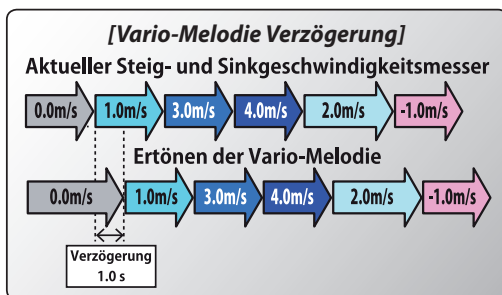 [Vario-Melodie Verzögerung]
Aktueller Steig- und Sinkgeschwindigkeitsmesser
0.0m/s 1.0m/s 3.0m/s 4.0m/s 2.0m/s -1.0m/s
Ertönen der Vario-Melodie
0.0m/s 1.0m/s 3.0m/s 4.0m/s 2.0m/s -1.0m/s
Verzögerung
1.0 s